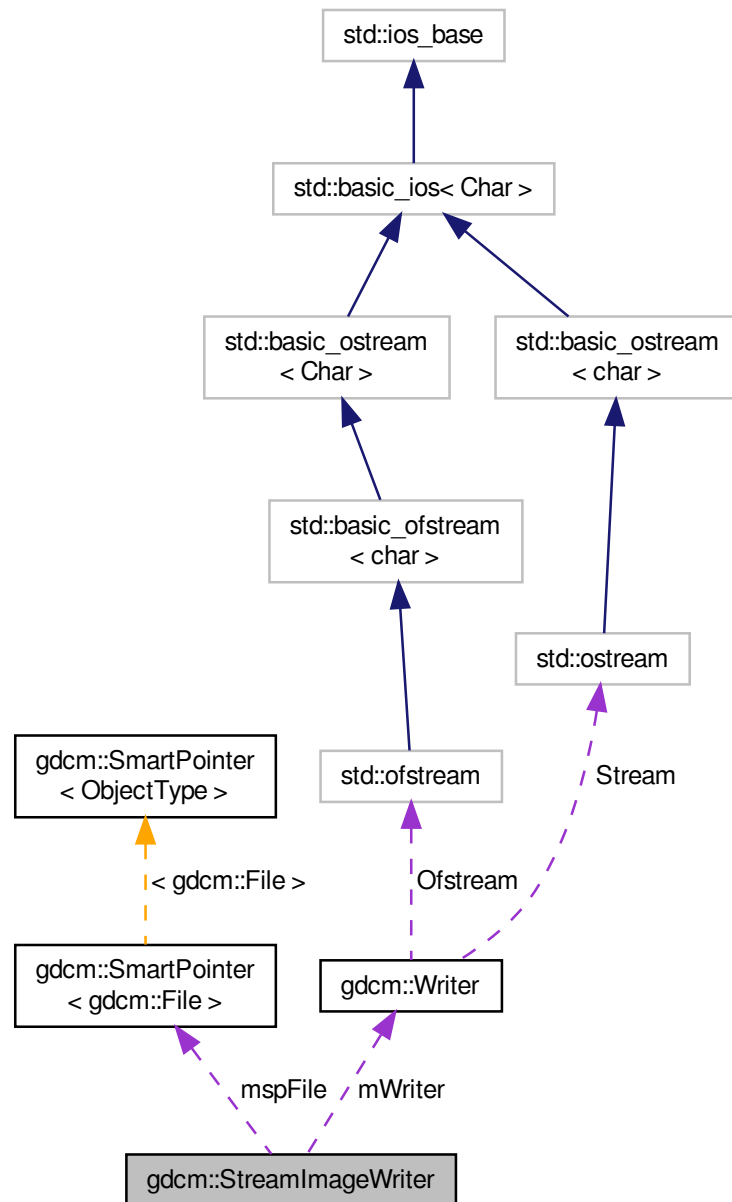 std::ios_base
std::basic_ios< Char >
std::basic_ostream
< Char >
std::basic_ostream
< char >
std::basic_ofstream
< char >
std::ostream
gdcm::SmartPointer
< ObjectType >
std::ofstream
Stream
< gdcm::File >
Ofstream
gdcm::SmartPointer
< gdcm::File >
gdcm::Writer
mspFile
mWriter
gdcm::StreamImageWriter